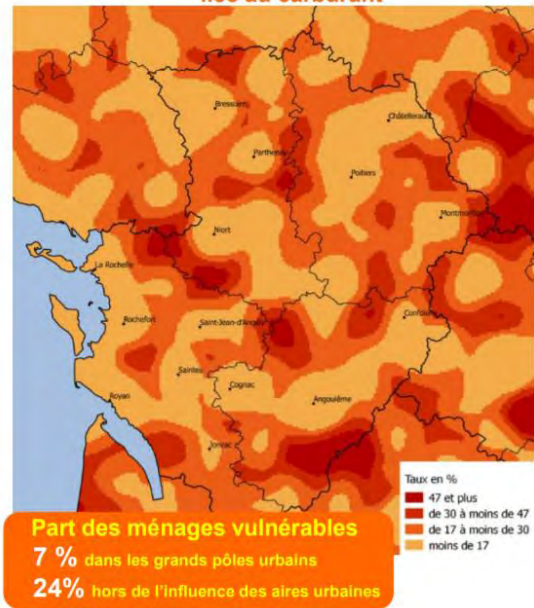 Bressuire
Châtellerault
Parthenay
Poitiers
Montmorillon
Niort
La Rochelle
Rochefort
Saint-Jean-d'Angély
Confolens
Saintes
Cognac
Royan
Angoulême
Jonzac
Taux en %
47 et plus
de 30 à moins de 47
de 17 à moins de 30
moins de 17
Part des ménages vulnérables
7 % dans les grands pôles urbains
24% hors de l'influence des aires urbaines